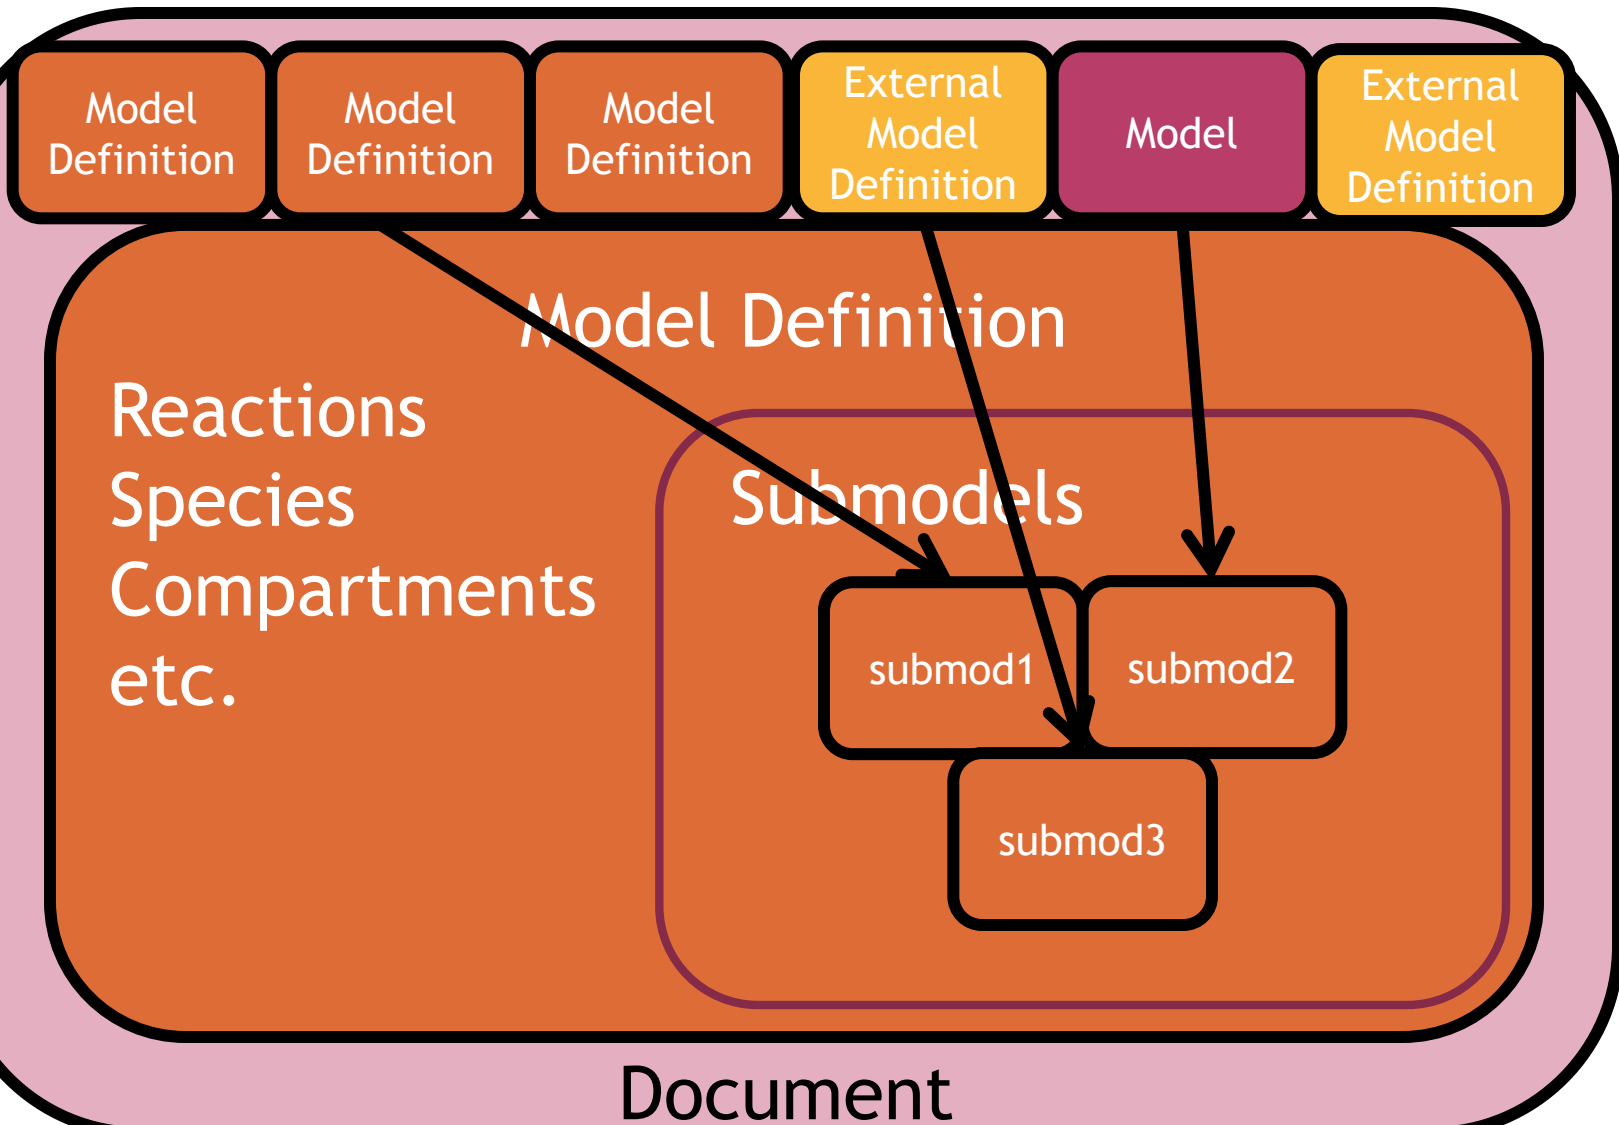 Model
Definition
Model
Definition
Model
Definition
External
Model
Definition
Model
External
Model
Definition
Model Definition
Reactions
Species
Compartments
etc.
Submodels
submod1
submod2
submod3
Document